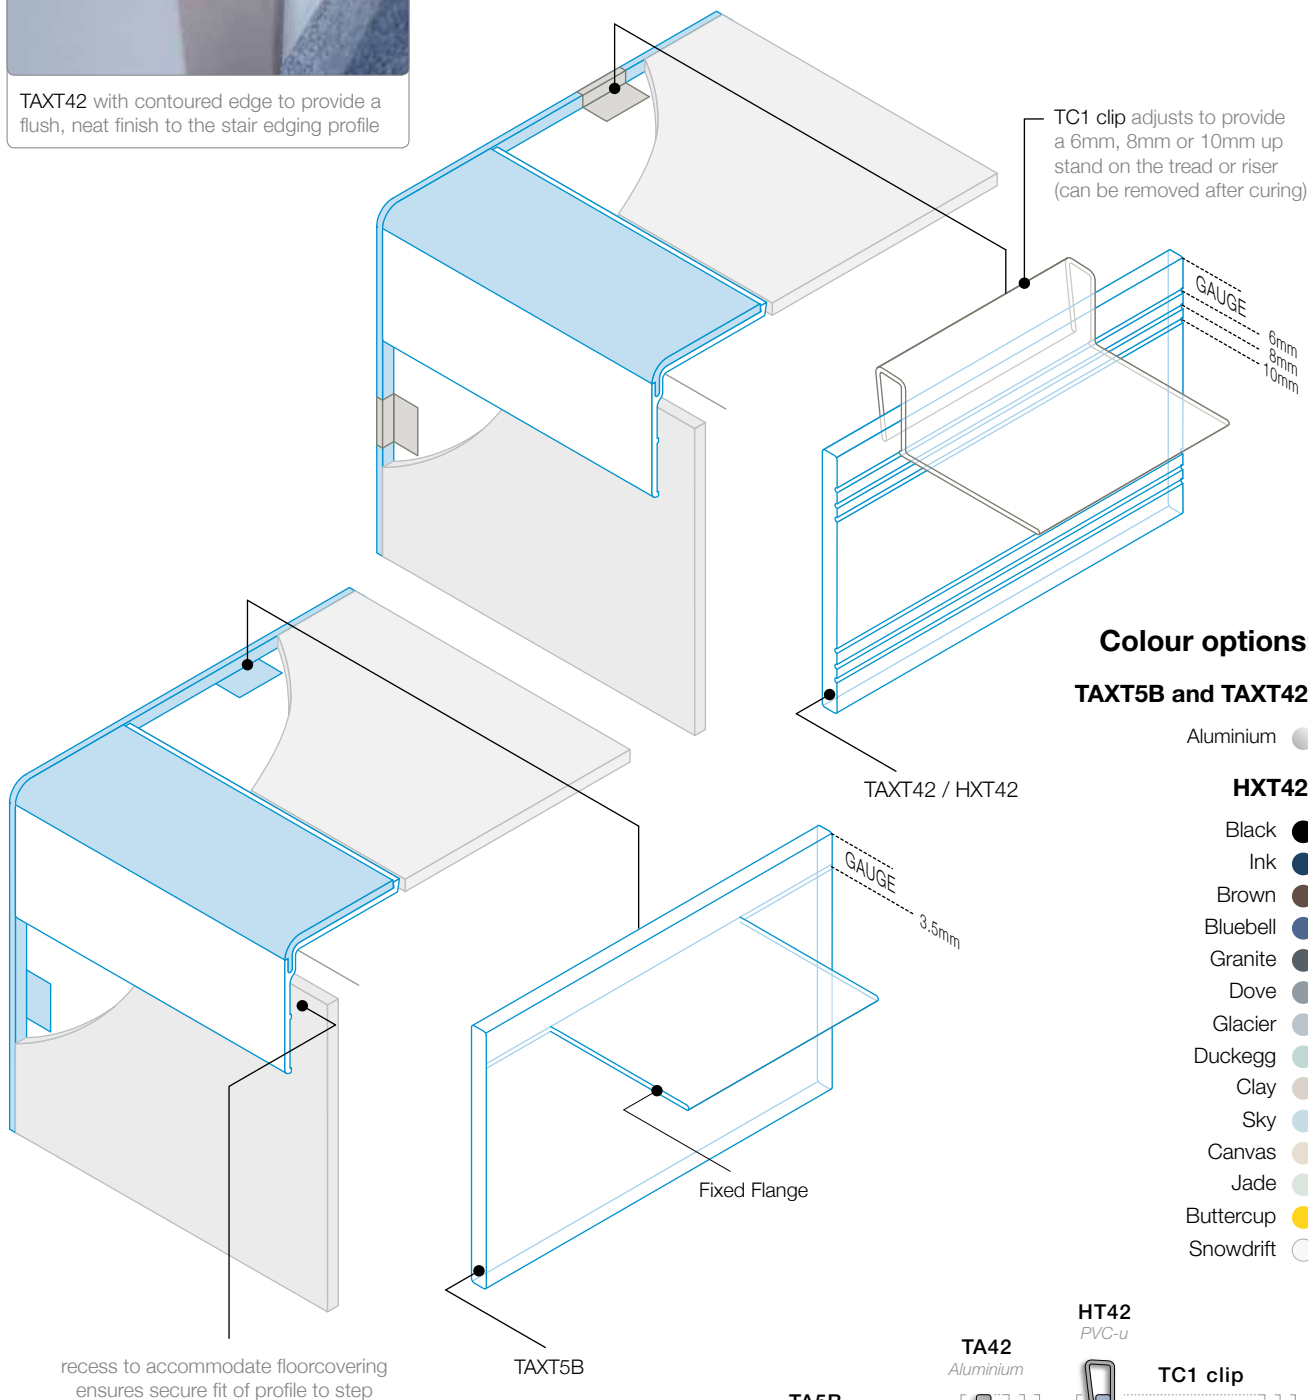 TAXT42 with contoured edge to provide a
flush, neat finish to the stair edging profile
TC1 clip adjusts to provide
a 6mm, 8mm or 10mm up
stand on the tread or riser
(can be removed after curing)
GAUGE
6mm
8mm
10mm
TAXT42 / HXT42
GAUGE
3.5mm
Fixed Flange
TAXT5B
recess to accommodate floorcovering
ensures secure fit of profile to step
Colour options:
TAXT5B and TAXT42
Aluminium
HXT42
Black
Ink
Brown
Bluebell
Granite
Dove
Glacier
Duckegg
Clay
Sky
Canvas
Jade
Buttercup
Snowdrift
HT42
PVC-u
TA42
Aluminium
TC1 clip
TA5B